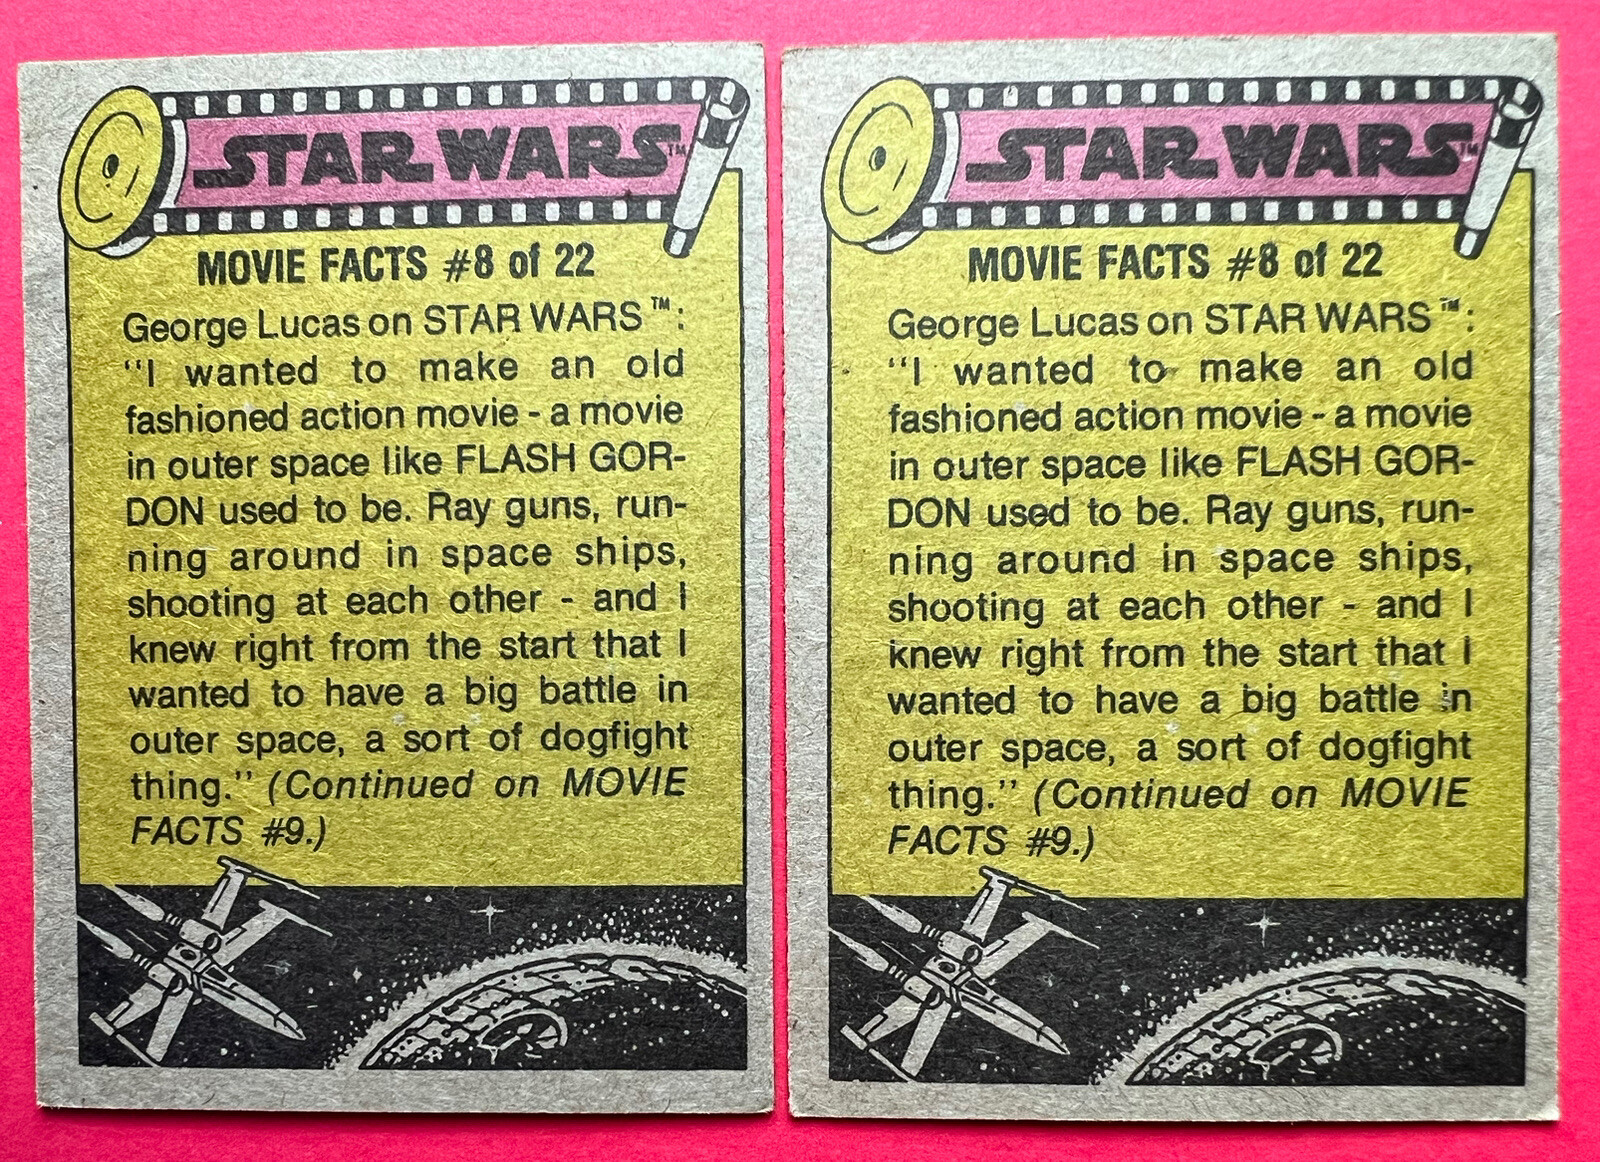 STAR WARS™
MOVIE FACTS #8 of 22
George Lucas on STAR WARS™:
“I wanted to make an old
fashioned action movie - a movie
in outer space like FLASH GOR-
DON used to be. Ray guns, run-
ning around in space ships,
shooting at each other - and I
knew right from the start that I
wanted to have a big battle in
outer space, a sort of dogfight
thing.” (Continued on MOVIE
FACTS #9.)
STAR WARS™
MOVIE FACTS #8 of 22
George Lucas on STAR WARS™:
“I wanted to make an old
fashioned action movie - a movie
in outer space like FLASH GOR-
DON used to be. Ray guns, run-
ning around in space ships,
shooting at each other - and I
knew right from the start that I
wanted to have a big battle in
outer space, a sort of dogfight
thing.” (Continued on MOVIE
FACTS #9.)